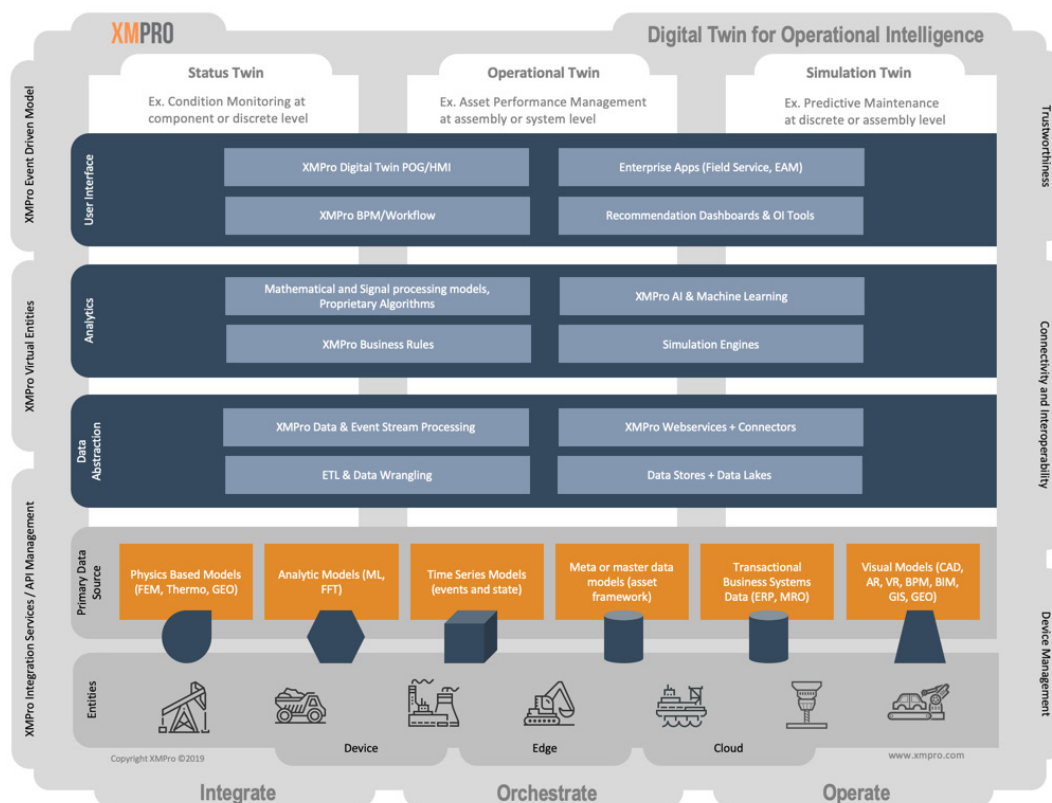 XMPRO
Digital Twin for Operational Intelligence
Status Twin
Ex. Condition Monitoring at
component or discrete level
Operational Twin
Ex. Asset Performance Management
at assembly or system level
Simulation Twin
Ex. Predictive Maintenance
at discrete or assembly level
XMPro Event Driven Model
XMPro Virtual Entities
XMPro Integration Services / API Management
User Interface
XMPro Digital Twin POG/HMI
Enterprise Apps (Field Service, EAM)
XMPro BPM/Workflow
Recommendation Dashboards & OI Tools
Analytics
Mathematical and Signal processing models,
Proprietary Algorithms
XMPro AI & Machine Learning
XMPro Business Rules
Simulation Engines
Data
Abstraction
XMPro Data & Event Stream Processing
XMPro Webservices + Connectors
ETL & Data Wrangling
Data Stores + Data Lakes
Primary Data
Source
Physics Based Models
(FEM, Thermo, GEO)
Analytic Models (ML,
FFT)
Time Series Models
(events and state)
Meta or master data
models (asset
framework)
Transactional
Business Systems
Data (ERP, MRO)
Visual Models (CAD,
AR, VR, BPM, BIM,
GIS, GEO)
Entities
Device
Edge
Cloud
Trustworthiness
Connectivity and Interoperability
Device Management
Copyright XMPro ©2019
www.xmpro.com
Integrate
Orchestrate
Operate